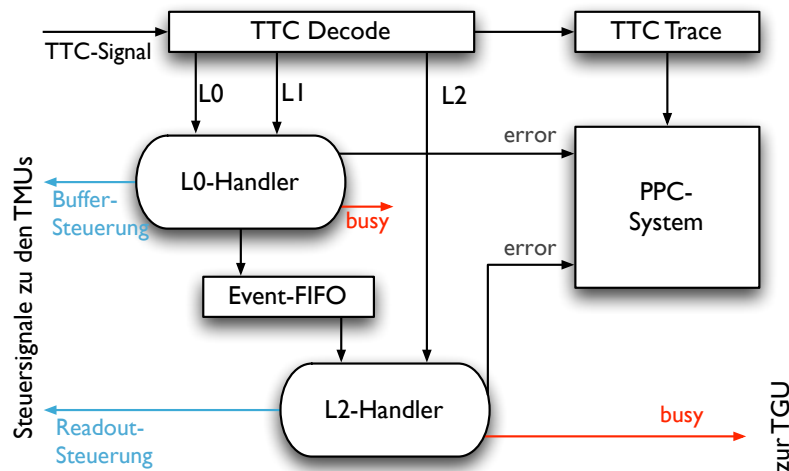 TTC Decode
TTC Trace
TTC-Signal
L0
L1
L2
error
L0-Handler
PPC-
System
Buffer-
Steuerung
busy
error
Event-FIFO
Steuersignale zu den TMUs
L2-Handler
busy
Readout-
Steuerung
zur TGU